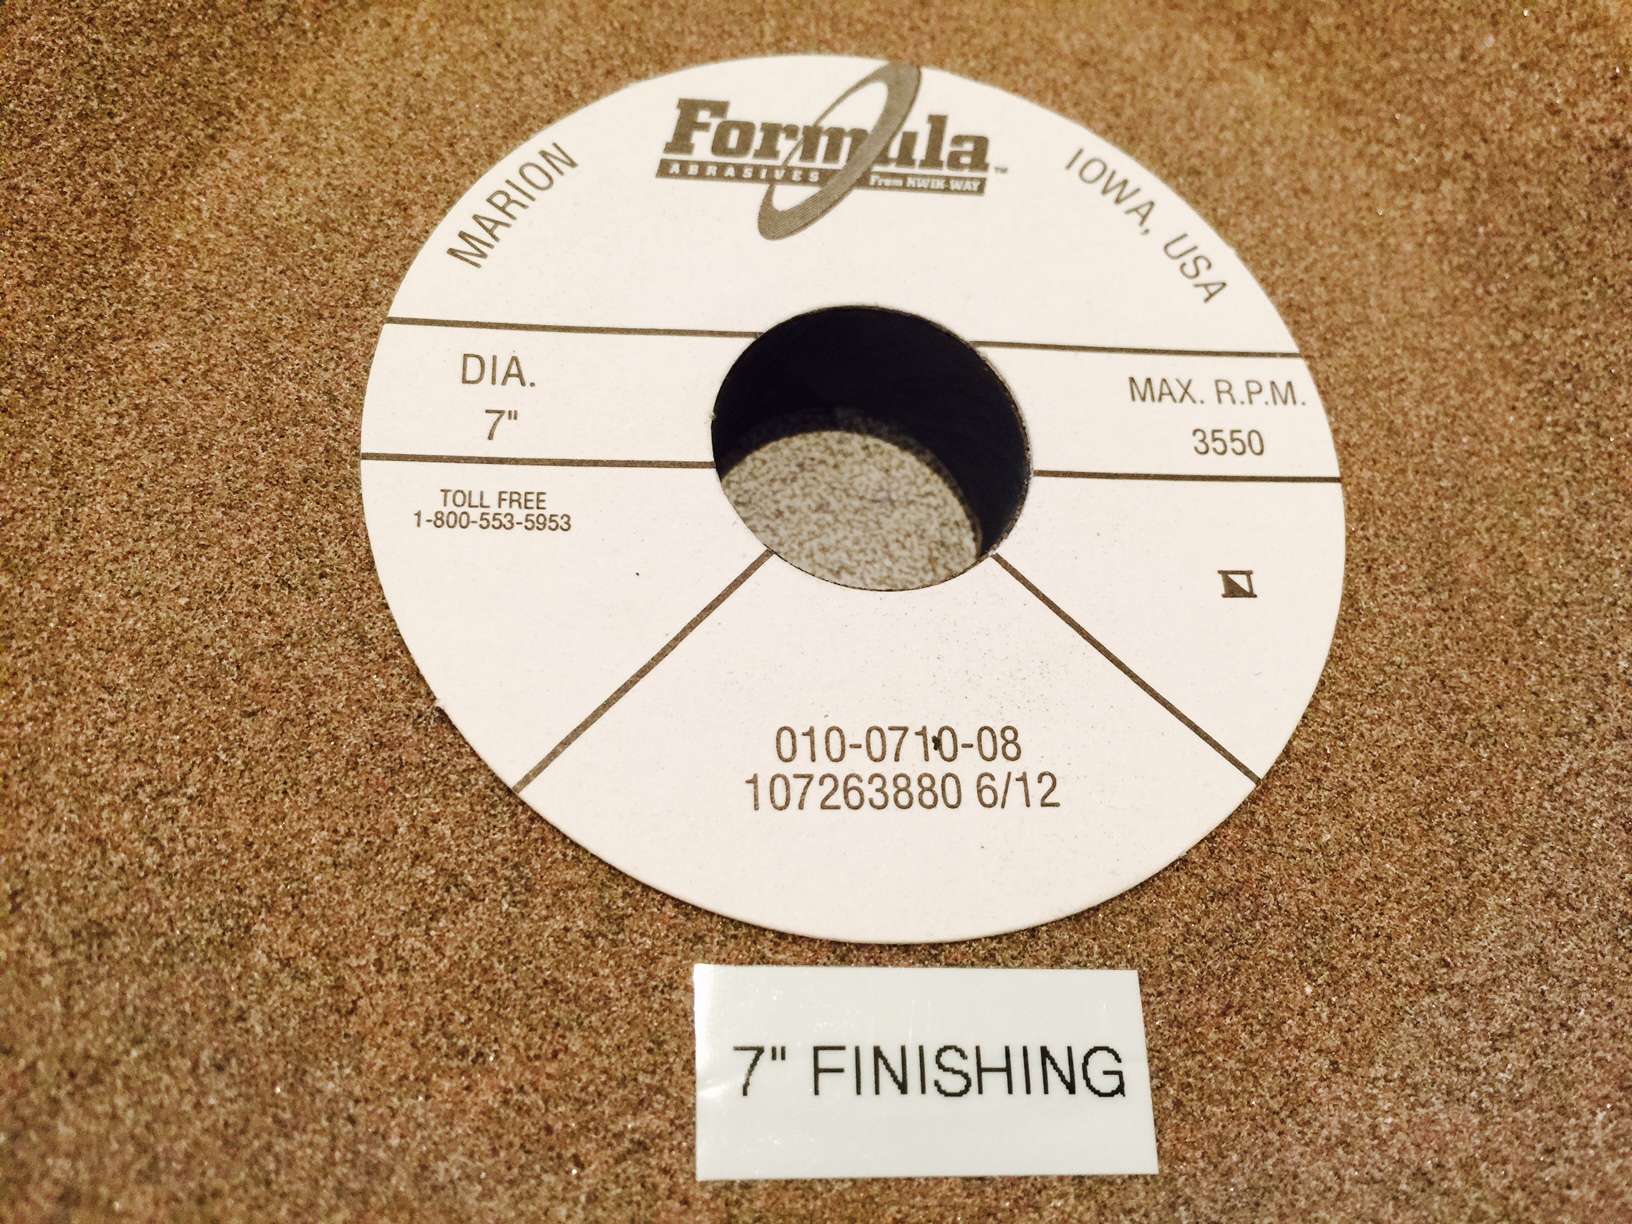 Formula™
ABRASIVES From KWIK-WAY
MARION
IOWA, USA
DIA.
7"
MAX. R.P.M.
3550
TOLL FREE
1-800-553-5953
010-0710-08
107263880 6/12
7" FINISHING